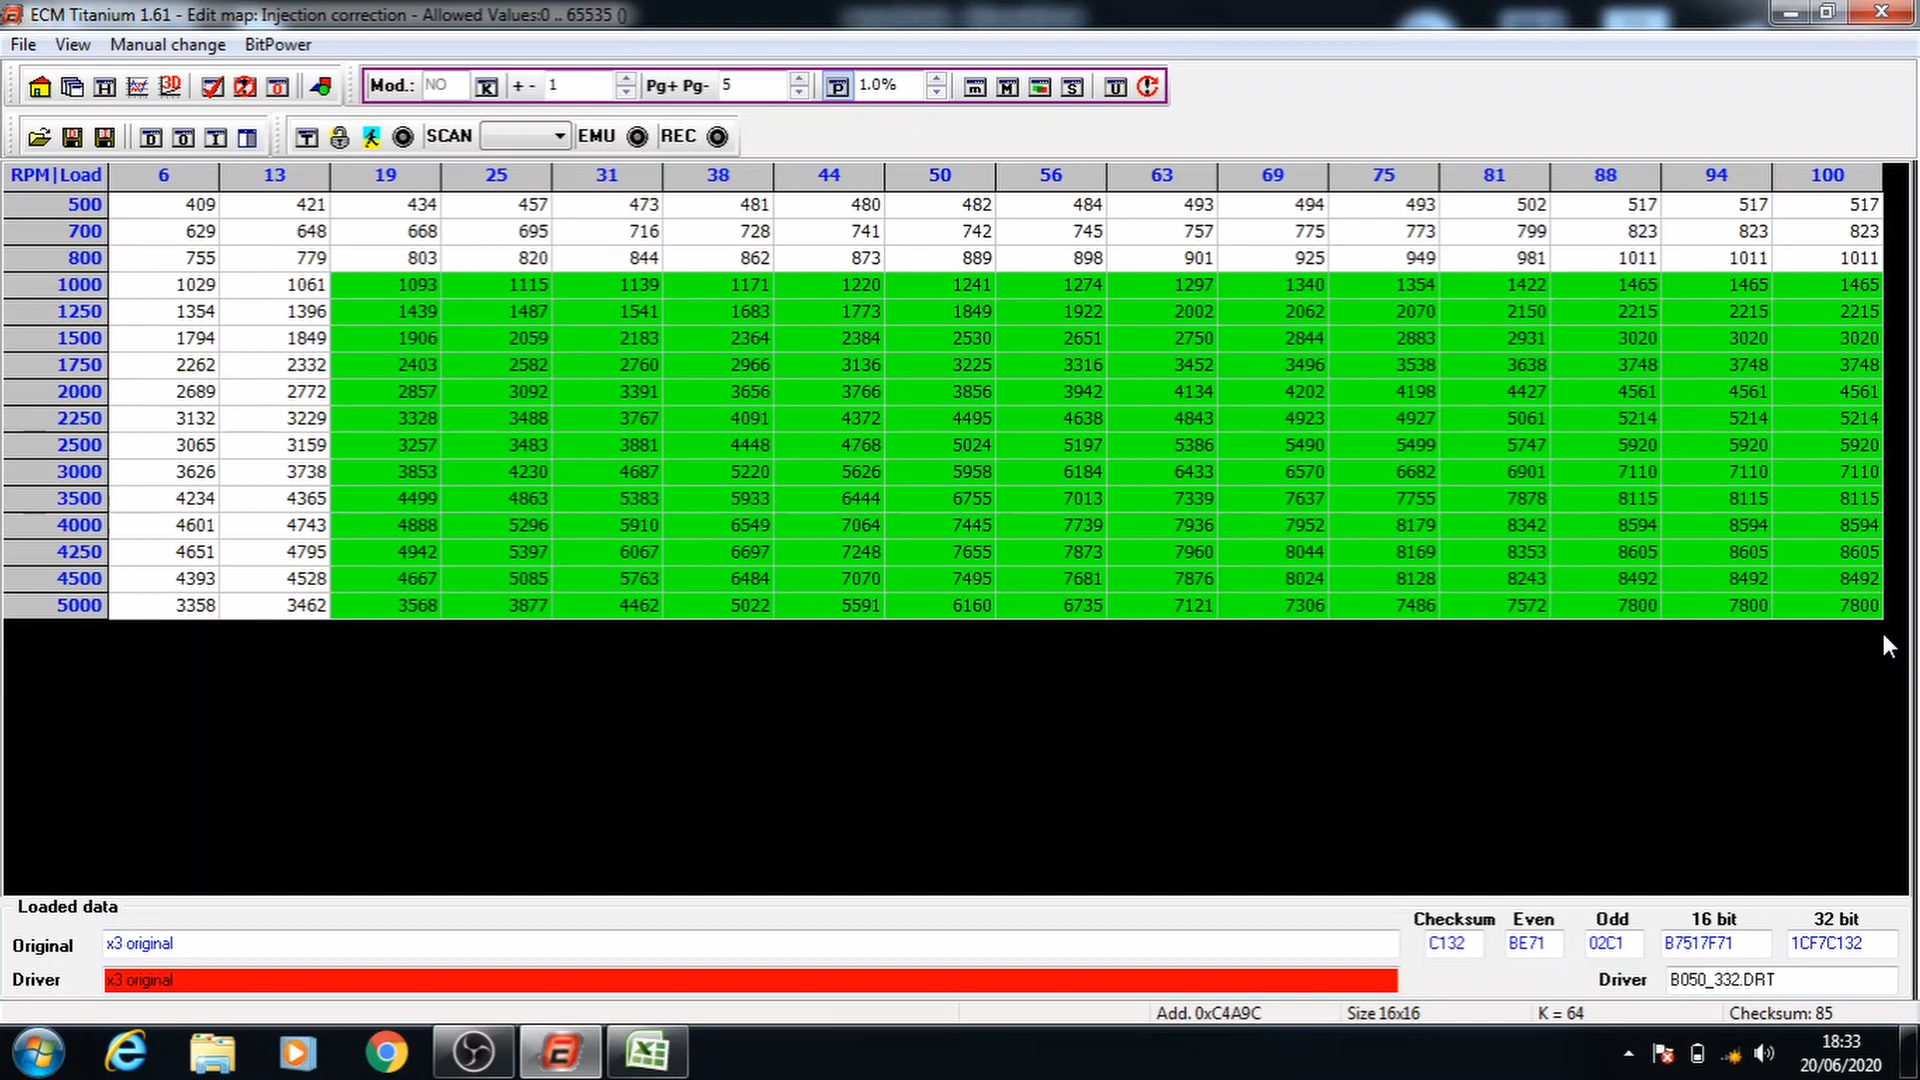 ECM Titanium 1.61 - Edit map: Injection correction - Allowed Values:0 .. 65535 ()
File View Manual change BitPower
Mod.: NO K + - 1 Pg+ Pg- 5 P 1.0% m M S U
H 3D O
D O I T SCAN EMU REC
RPM|Load 6 13 19 25 31 38 44 50 56 63 69 75 81 88 94 100
500 409 421 434 457 473 481 480 482 484 493 494 493 502 517 517 517
700 629 648 668 695 716 728 741 742 745 757 775 773 799 823 823 823
800 755 779 803 820 844 862 873 889 898 901 925 949 981 1011 1011 1011
1000 1029 1061 1093 1115 1139 1171 1220 1241 1274 1297 1340 1354 1422 1465 1465 1465
1250 1354 1396 1439 1487 1541 1683 1773 1849 1922 2002 2062 2070 2150 2215 2215 2215
1500 1794 1849 1906 2059 2183 2364 2384 2530 2651 2750 2844 2883 2931 3020 3020 3020
1750 2262 2332 2403 2582 2760 2966 3136 3225 3316 3452 3496 3538 3638 3748 3748 3748
2000 2689 2772 2857 3092 3391 3656 3766 3856 3942 4134 4202 4198 4427 4561 4561 4561
2250 3132 3229 3328 3488 3767 4091 4372 4495 4638 4843 4923 4927 5061 5214 5214 5214
2500 3065 3159 3257 3483 3881 4448 4768 5024 5197 5386 5490 5499 5747 5920 5920 5920
3000 3626 3738 3853 4230 4687 5220 5626 5958 6184 6433 6570 6682 6901 7110 7110 7110
3500 4234 4365 4499 4863 5383 5933 6444 6755 7013 7339 7637 7755 7878 8115 8115 8115
4000 4601 4743 4888 5296 5910 6549 7064 7445 7739 7936 7952 8179 8342 8594 8594 8594
4250 4651 4795 4942 5397 6067 6697 7248 7655 7873 7960 8044 8169 8353 8605 8605 8605
4500 4393 4528 4667 5085 5763 6484 7070 7495 7681 7876 8024 8128 8243 8492 8492 8492
5000 3358 3462 3568 3877 4462 5022 5591 6160 6735 7121 7306 7486 7572 7800 7800 7800
Loaded data
Checksum Even Odd 16 bit 32 bit
Original x3 original C132 BE71 02C1 B7517F71 1CF7C132
Driver x3 original Driver B050_332.DRT
Add. 0xC4A9C Size 16x16 K = 64 Checksum: 85
18:33
20/06/2020